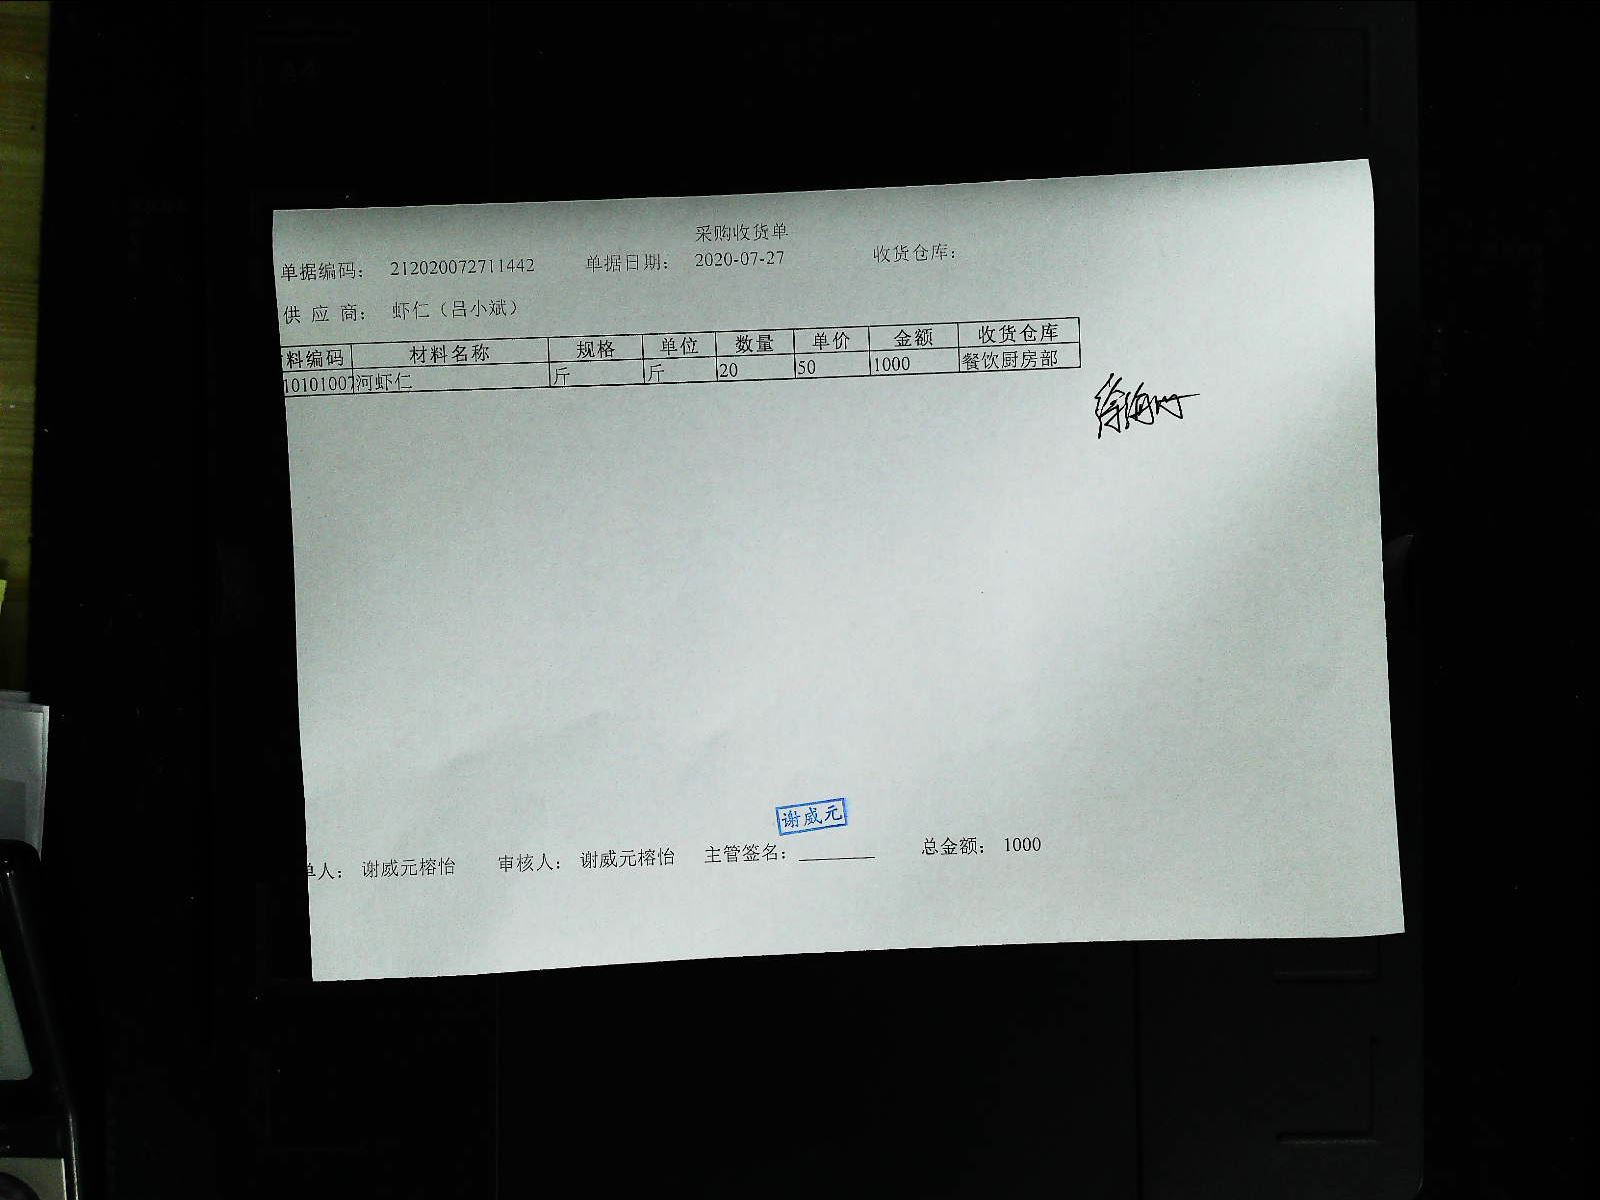 采购收货单
单据编码： 212020072711442 单据日期： 2020-07-27 收货仓库：
供 应 商： 虾仁（吕小斌）
料编码 材料名称 规格 单位 数量 单价 金额 收货仓库
10101007 河虾仁 斤 斤 20 50 1000 餐饮厨房部
谢威元
单人： 谢威元榕怡 审核人： 谢威元榕怡 主管签名： 总金额： 1000